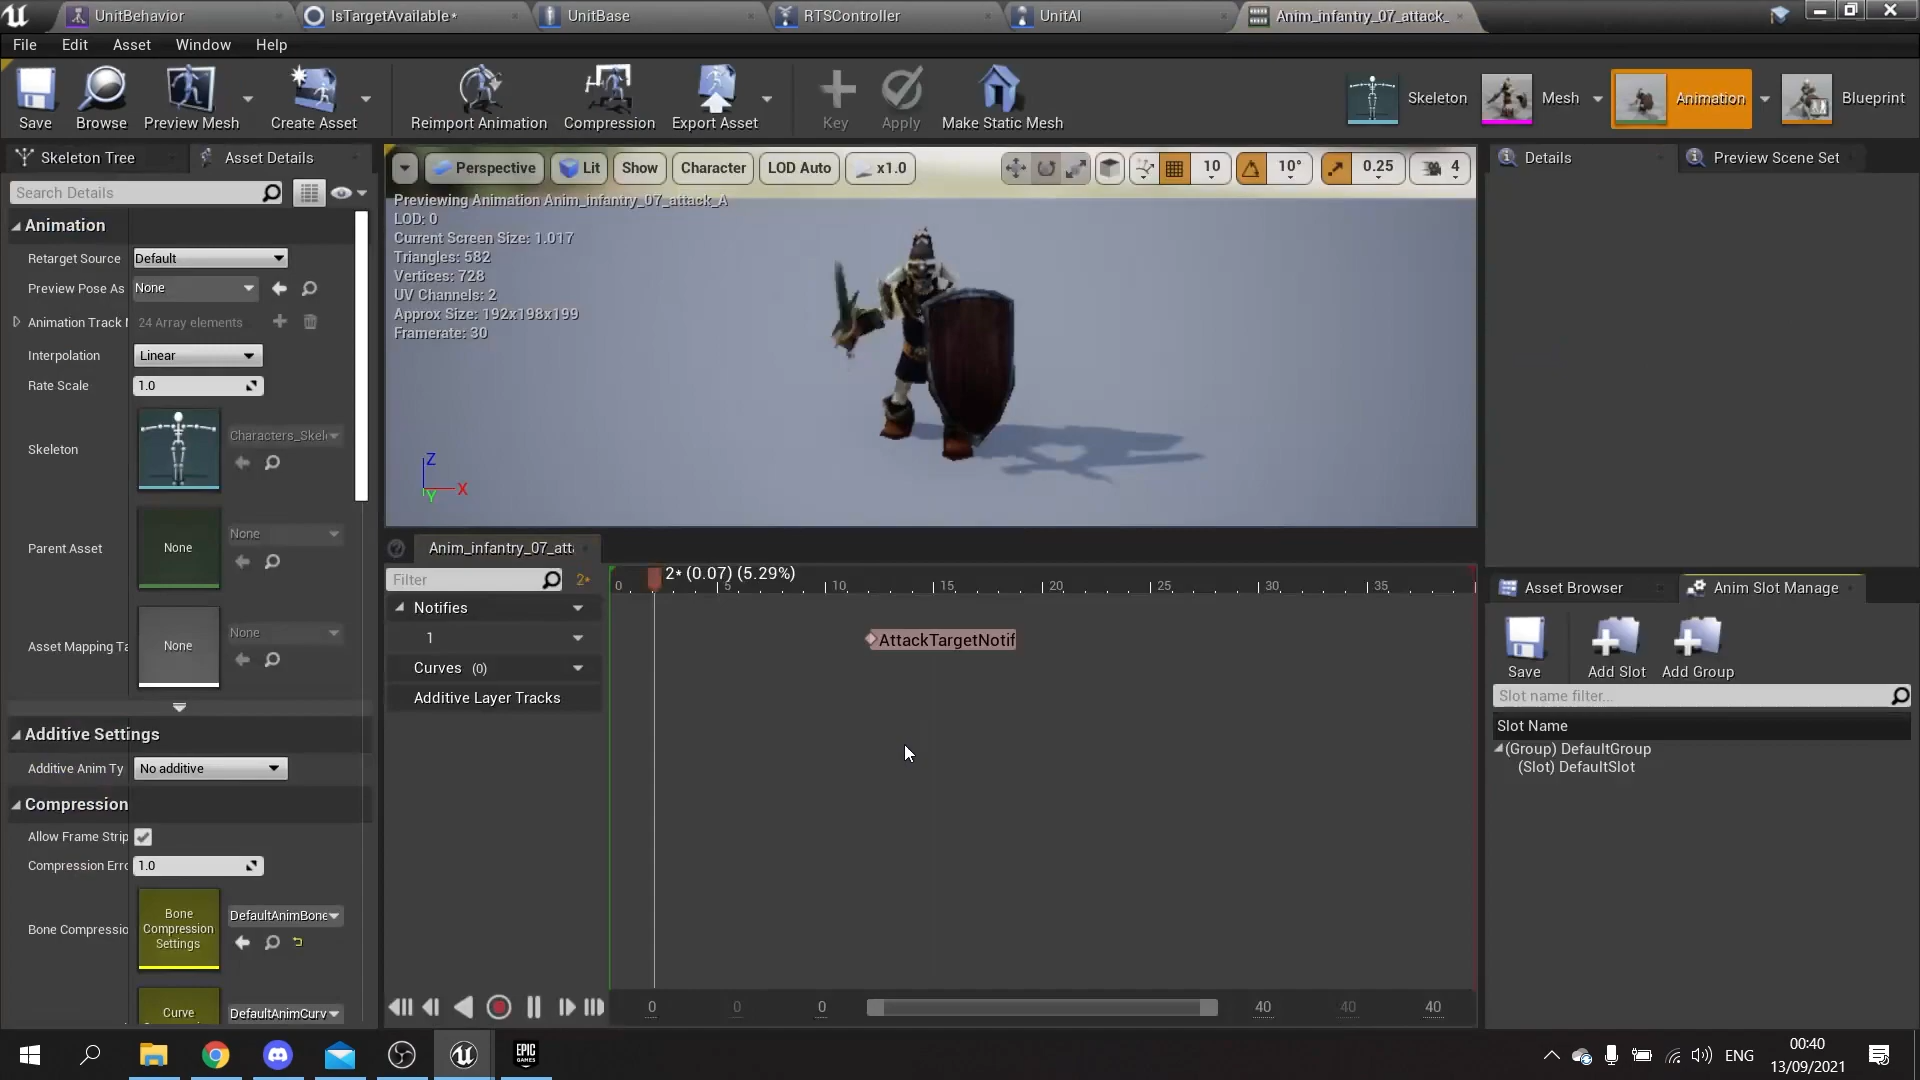 UnitBehavior
IsTargetAvailable*
UnitBase
RTSController
UnitAI
Anim_infantry_07_attack_
File
Edit
Asset
Window
Help
Save
Browse
Preview Mesh
Create Asset
Reimport Animation
Compression
Export Asset
Key
Apply
Make Static Mesh
Skeleton
Mesh
Animation
Blueprint
Skeleton Tree
Asset Details
Search Details
Animation
Retarget Source
Default
Preview Pose As
None
Animation Track
24 Array elements
Interpolation
Linear
Rate Scale
1.0
Skeleton
Characters_Skel
Parent Asset
None
None
Asset Mapping Ta
None
None
Additive Settings
Additive Anim Ty
No additive
Compression
Allow Frame Strip
Compression Erro
1.0
Bone Compressio
Bone
Compression
Settings
DefaultAnimBone
Curve
DefaultAnimCurv
Perspective
Lit
Show
Character
LOD Auto
x1.0
10
10°
0.25
4
Previewing Animation Anim_infantry_07_attack_A
LOD: 0
Current Screen Size: 1.017
Triangles: 582
Vertices: 728
UV Channels: 2
Approx Size: 192x198x199
Framerate: 30
Z
X
Y
Anim_infantry_07_att
Filter
2*
0
2* (0.07) (5.29%)
5
10
15
20
25
30
35
Notifies
1
AttackTargetNotif
Curves (0)
Additive Layer Tracks
0
0
0
40
40
40
Details
Preview Scene Set
Asset Browser
Anim Slot Manage
Save
Add Slot
Add Group
Slot name filter...
Slot Name
(Group) DefaultGroup
(Slot) DefaultSlot
EPIC
GAMES
ENG
00:40
13/09/2021